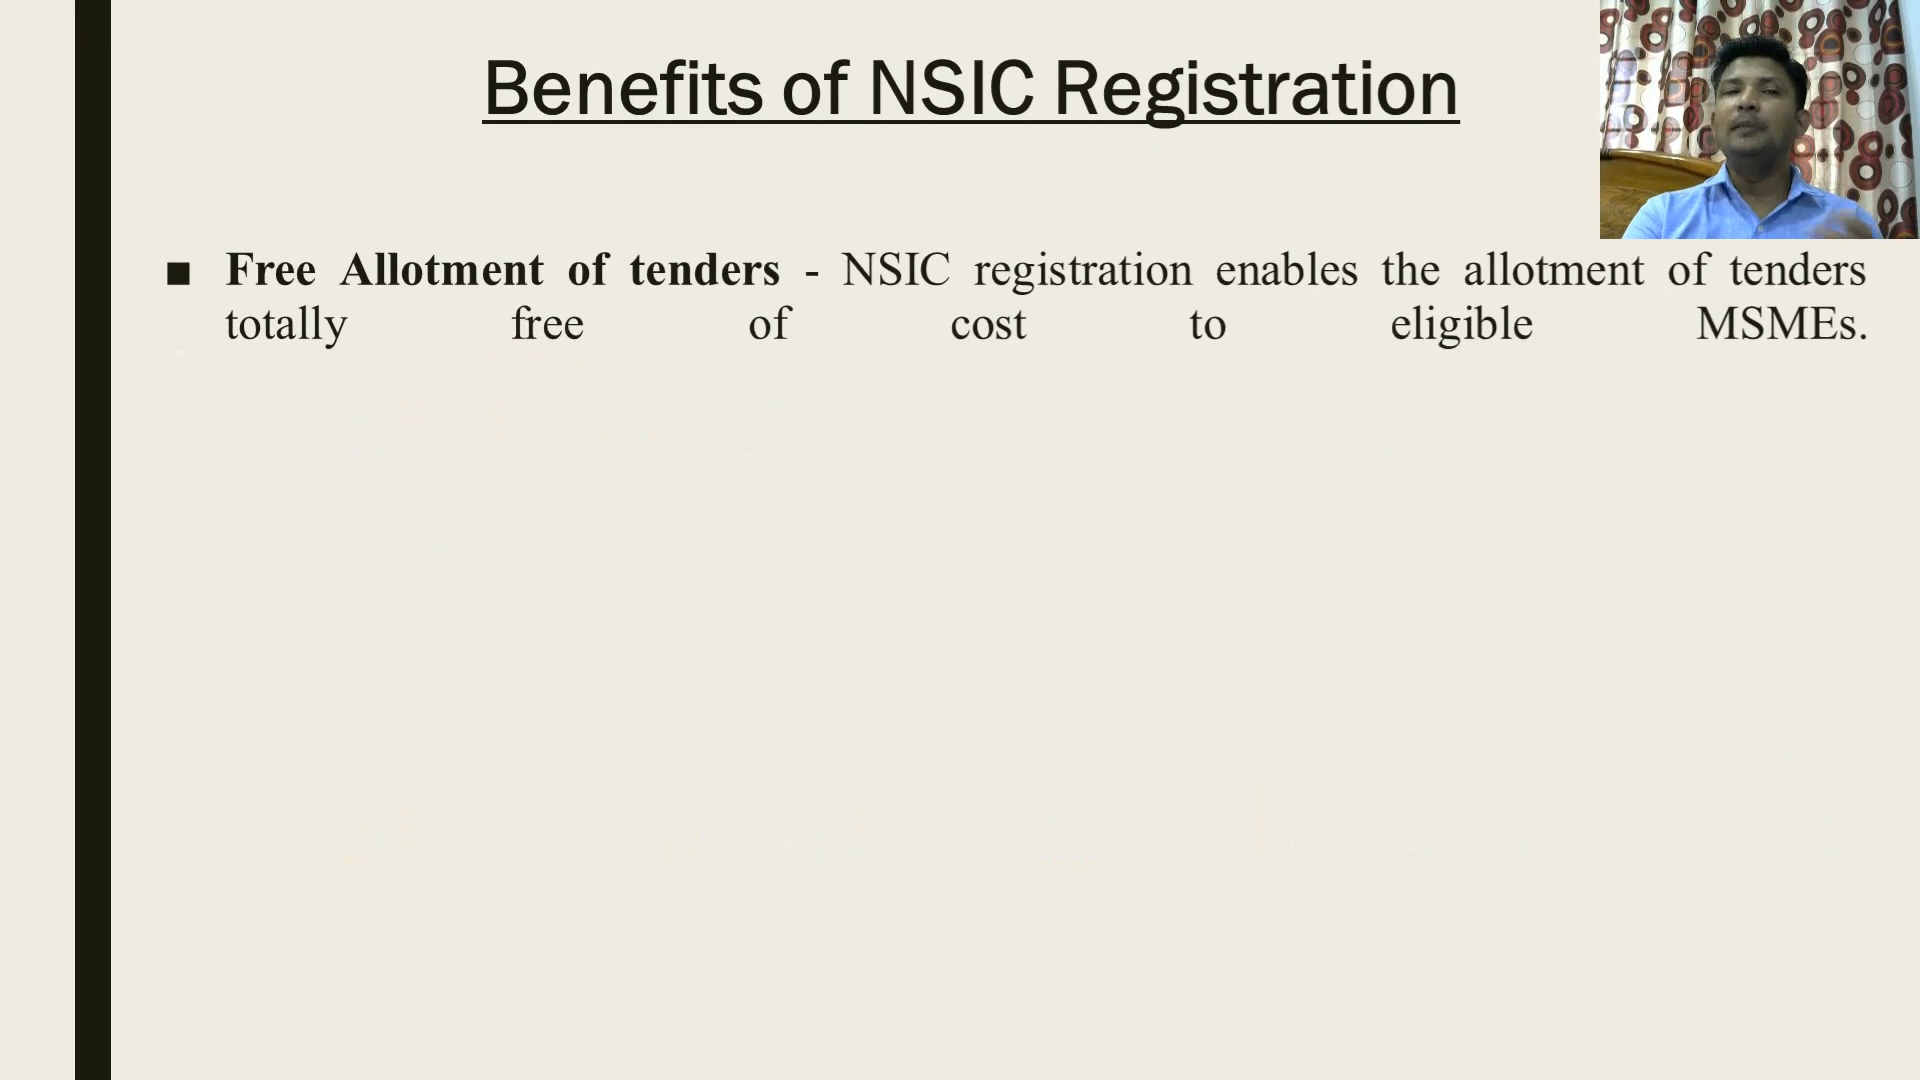 Benefits of NSIC Registration
■ Free Allotment of tenders - NSIC registration enables the allotment of tenders
totally free of cost to eligible MSMEs.